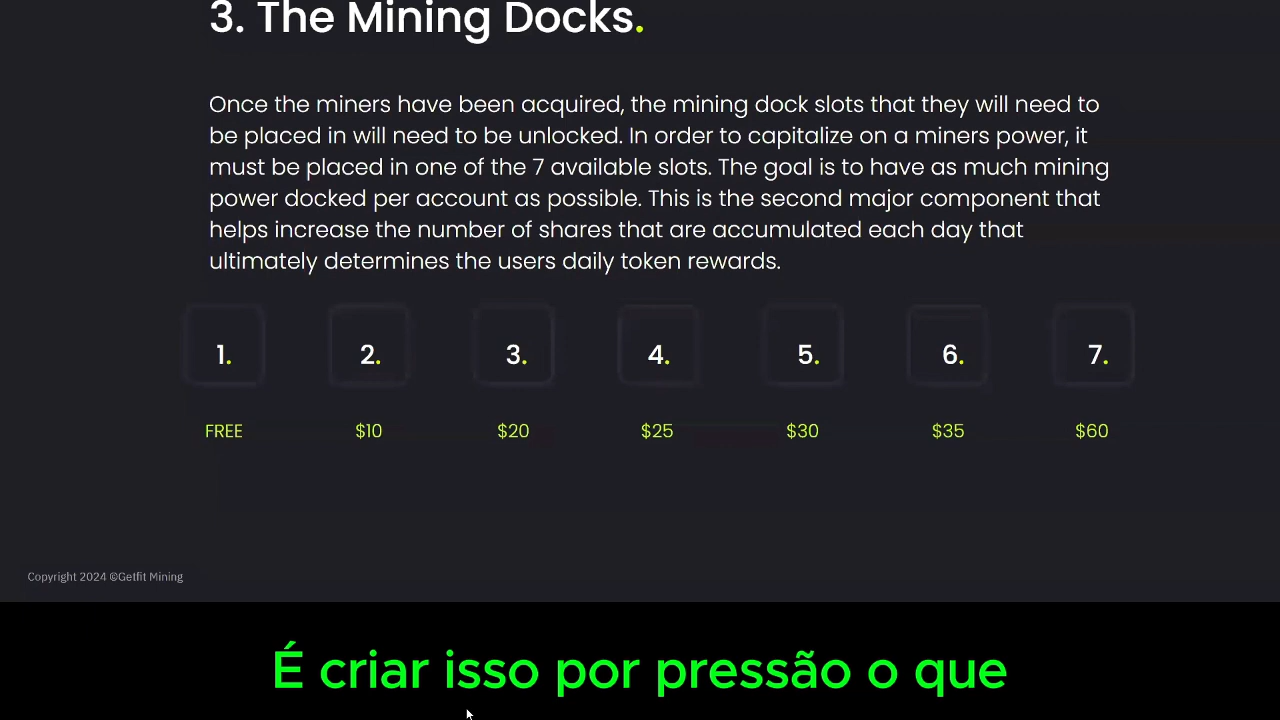 3. The Mining Docks.
Once the miners have been acquired, the mining dock slots that they will need to
be placed in will need to be unlocked. In order to capitalize on a miners power, it
must be placed in one of the 7 available slots. The goal is to have as much mining
power docked per account as possible. This is the second major component that
helps increase the number of shares that are accumulated each day that
ultimately determines the users daily token rewards.
1. 2. 3. 4. 5. 6. 7.
FREE $10 $20 $25 $30 $35 $60
Copyright 2024 ©Getfit Mining
É criar isso por pressão o que